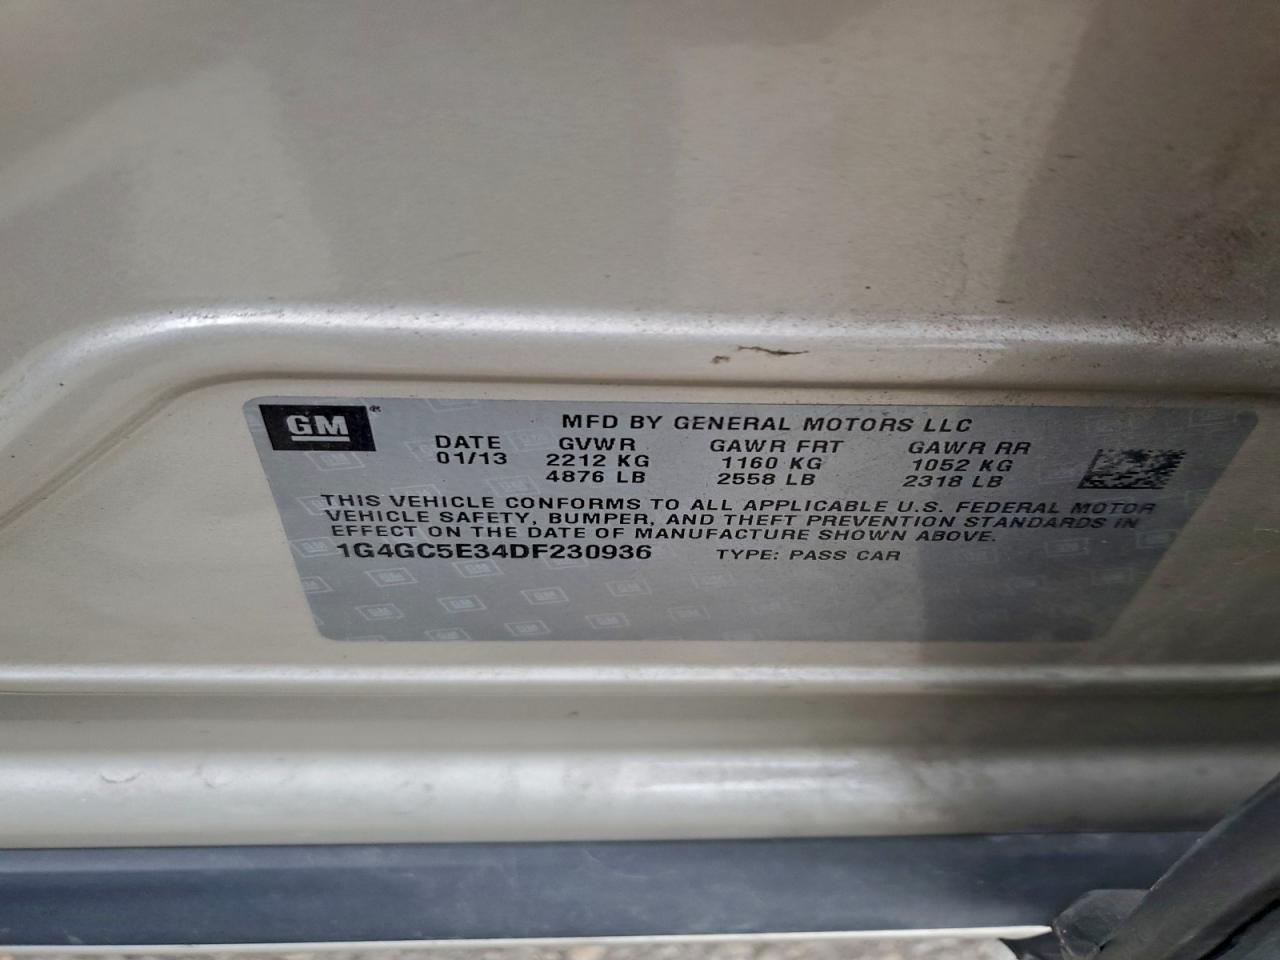 GM
MFD BY GENERAL MOTORS LLC
DATE GVWR GAWR FRT GAWR RR
01/13 2212 KG 1160 KG 1052 KG
4876 LB 2558 LB 2318 LB
THIS VEHICLE CONFORMS TO ALL APPLICABLE U.S. FEDERAL MOTOR
VEHICLE SAFETY, BUMPER, AND THEFT PREVENTION STANDARDS IN
EFFECT ON THE DATE OF MANUFACTURE SHOWN ABOVE.
1G4GC5E34DF230936 TYPE: PASS CAR